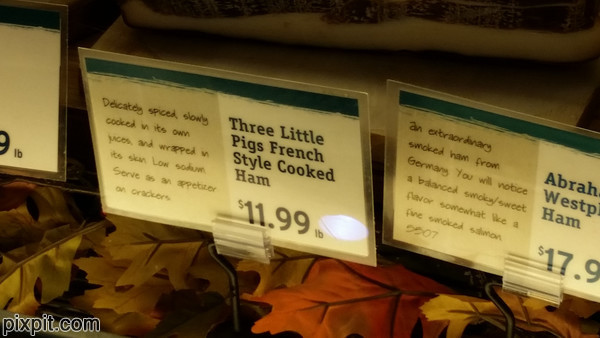 9 lb
Delicately spiced, slowly
cooked in its own
juices, and wrapped in
its skin. Low sodium
Serve as an appetizer
on crackers.
Three Little
Pigs French
Style Cooked
Ham
$11.99 lb
an extraordinary
smoked ham from
Germany. You will notice
a balanced smoky/sweet
flavor somewhat like a
fine smoked salmon.
5507
Abraha
Westp
Ham
$17.9
pixpit.com